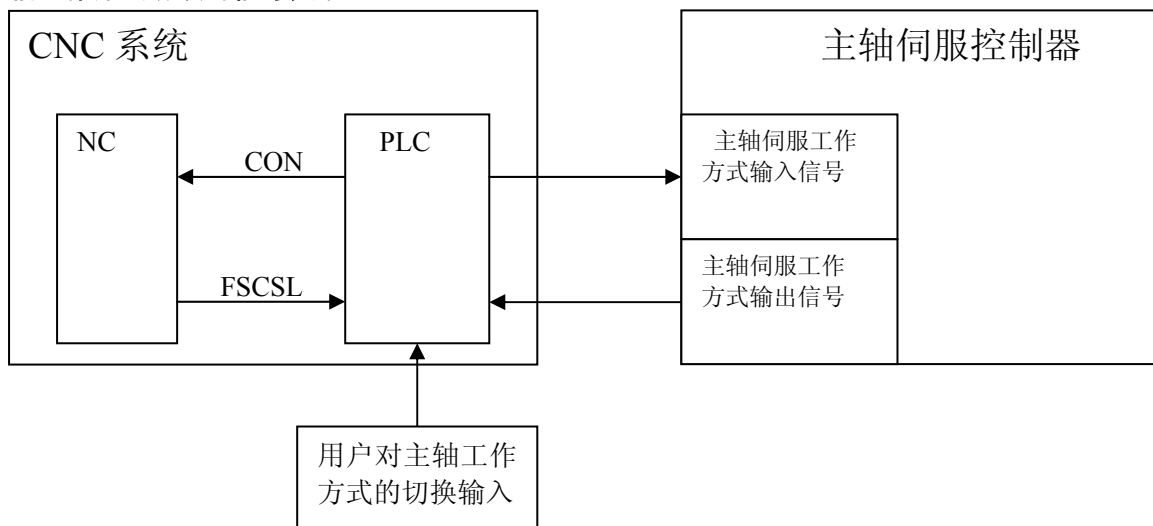 CNC 系统
主轴伺服控制器
NC
PLC
CON
FSCSL
主轴伺服工作
方式输入信号
主轴伺服工作
方式输出信号
用户对主轴工作
方式的切换输入